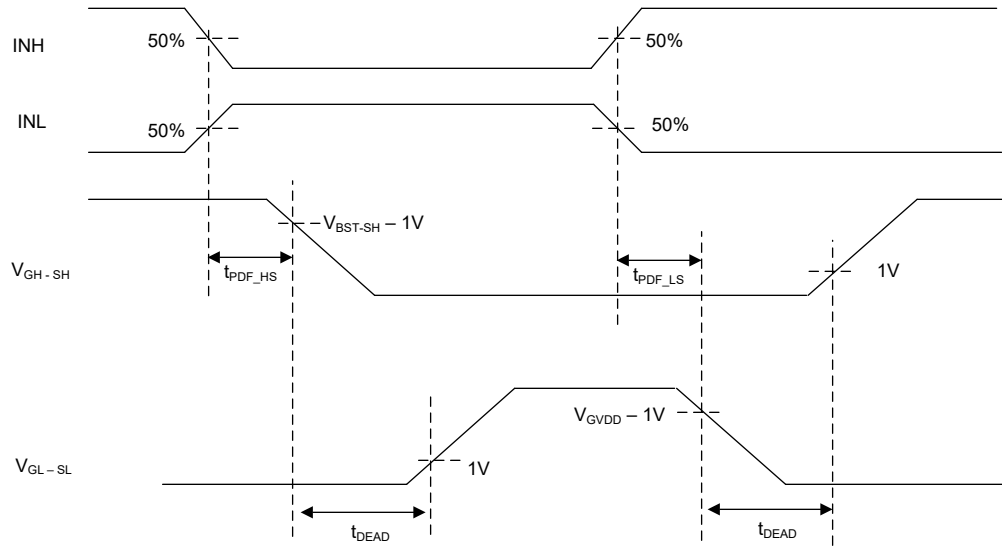 INH
50%
50%
INL
50%
50%
V_BST-SH – 1V
V_GH - SH
t_PDF_HS
t_PDF_LS
1V
V_GVDD – 1V
V_GL – SL
1V
t_DEAD
t_DEAD